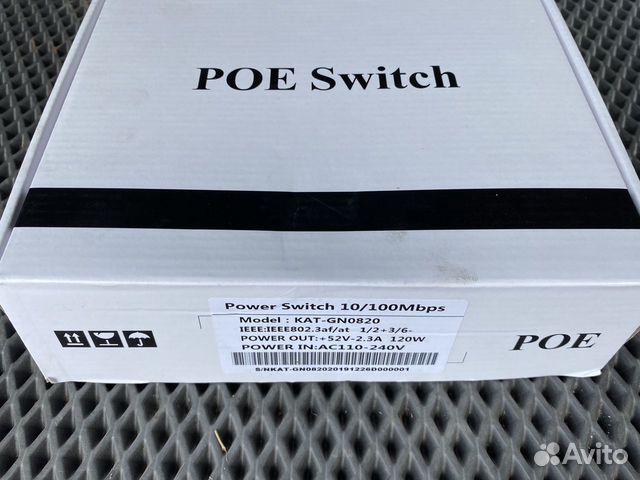 POE Switch
Power Switch 10/100Mbps
Model : KAT-GN0820
IEEE:IEEE802.3af/at 1/2+3/6-
POWER OUT:+52V-2.3A 120W
POWER IN:AC110-240V
S/NKAT-GN082020191226D000001
POE
Avito